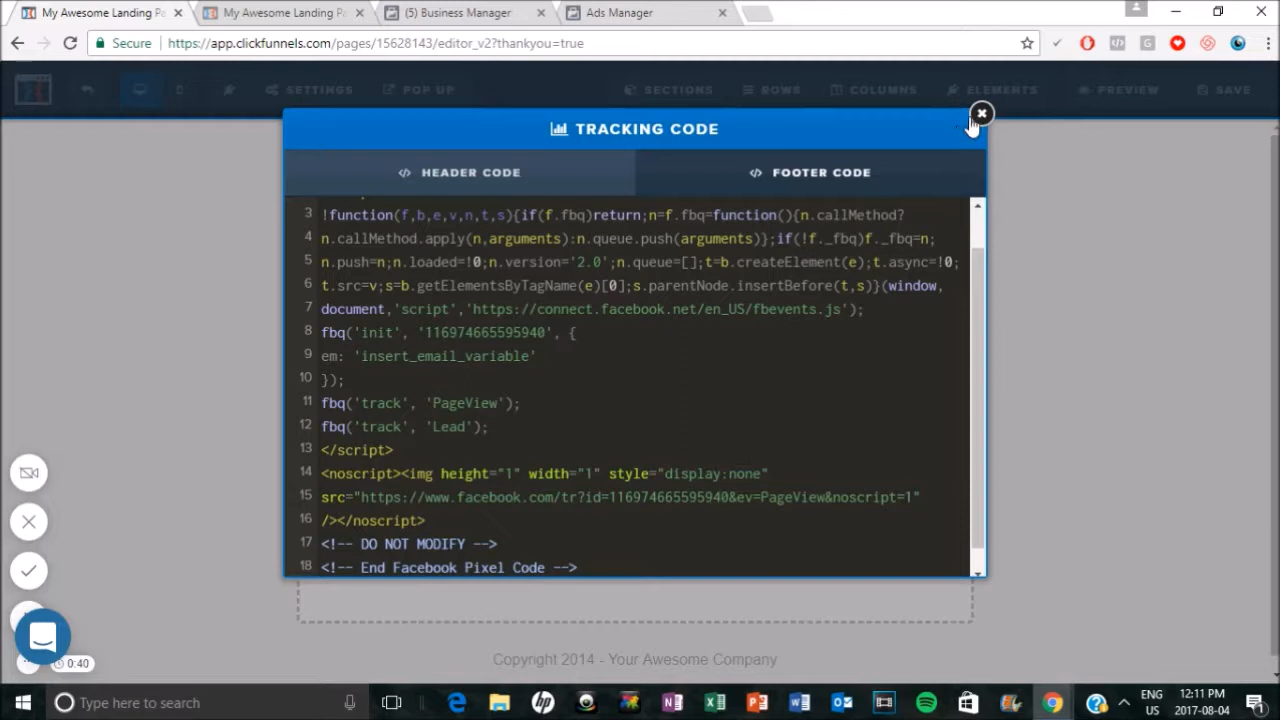 My Awesome Landing Pa
My Awesome Landing Pa
(5) Business Manager
Ads Manager
Secure
https://app.clickfunnels.com/pages/15628143/editor_v2?thankyou=true
SETTINGS
POP UP
SECTIONS
ROWS
COLUMNS
ELEMENTS
PREVIEW
SAVE
TRACKING CODE
HEADER CODE
FOOTER CODE
3 !function(f,b,e,v,n,t,s){if(f.fbq)return;n=f.fbq=function(){n.callMethod?
4 n.callMethod.apply(n,arguments):n.queue.push(arguments)};if(!f._fbq)f._fbq=n;
5 n.push=n;n.loaded=!0;n.version='2.0';n.queue=[];t=b.createElement(e);t.async=!0;
6 t.src=v;s=b.getElementsByTagName(e)[0];s.parentNode.insertBefore(t,s)}(window,
7 document,'script','https://connect.facebook.net/en_US/fbevents.js');
8 fbq('init', '116974665595940', {
9 em: 'insert_email_variable'
10 });
11 fbq('track', 'PageView');
12 fbq('track', 'Lead');
13 </script>
14 <noscript><img height="1" width="1" style="display:none"
15 src="https://www.facebook.com/tr?id=116974665595940&ev=PageView&noscript=1"
16 /></noscript>
17 <!-- DO NOT MODIFY -->
18 <!-- End Facebook Pixel Code -->
0:40
Copyright 2014 - Your Awesome Company
Type here to search
ENG
US
12:11 PM
2017-08-04
1